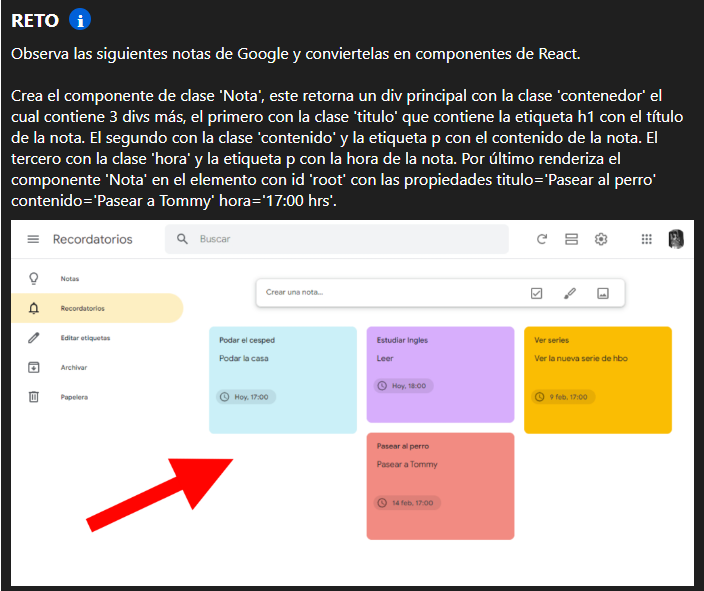 RETO i
Observa las siguientes notas de Google y conviertelas en componentes de React.
Crea el componente de clase 'Nota', este retorna un div principal con la clase 'contenedor' el
cual contiene 3 divs más, el primero con la clase 'titulo' que contiene la etiqueta h1 con el título
de la nota. El segundo con la clase 'contenido' y la etiqueta p con el contenido de la nota. El
tercero con la clase 'hora' y la etiqueta p con la hora de la nota. Por último renderiza el
componente 'Nota' en el elemento con id 'root' con las propiedades titulo='Pasear al perro'
contenido='Pasear a Tommy' hora='17:00 hrs'.
Recordatorios
Buscar
Notas
Recordatorios
Editar etiquetas
Archivar
Papelera
Crear una nota...
Podar el cesped
Podar la casa
Hoy, 17:00
Estudiar Ingles
Leer
Hoy, 18:00
Ver series
Ver la nueva serie de hbo
9 feb, 17:00
Pasear al perro
Pasear a Tommy
14 feb, 17:00